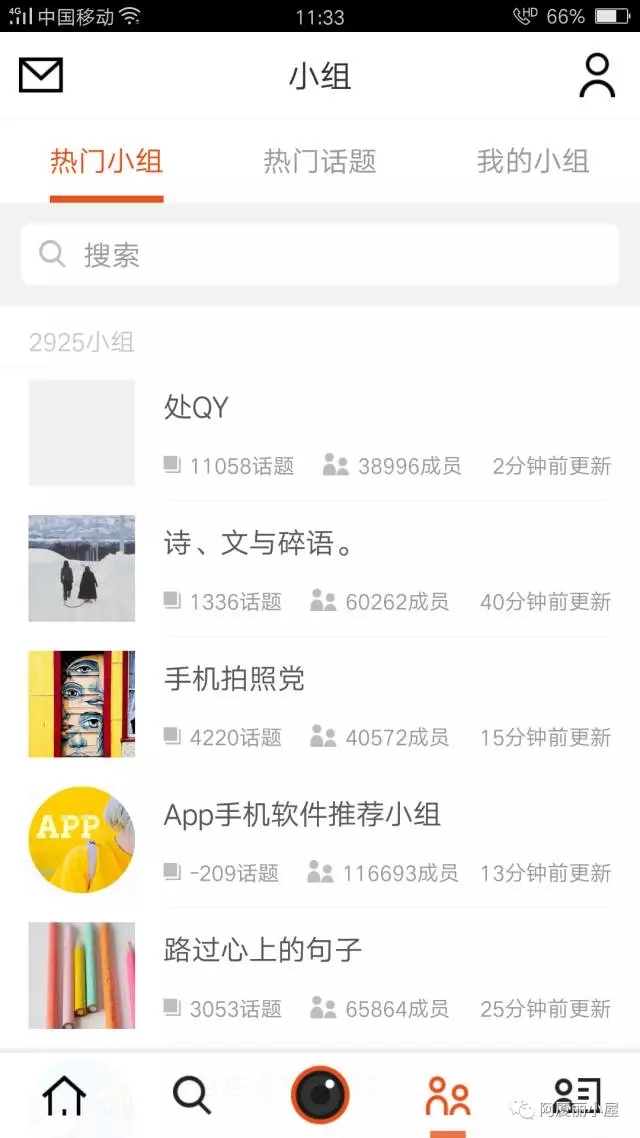 4G 中国移动 11:33 HD 66%
小组
热门小组 热门话题 我的小组
搜索
2925小组
处QY
11058话题 38996成员 2分钟前更新
诗、文与碎语。
1336话题 60262成员 40分钟前更新
手机拍照党
4220话题 40572成员 15分钟前更新
APP
App手机软件推荐小组
-209话题 116693成员 13分钟前更新
路过心上的句子
3053话题 65864成员 25分钟前更新
阿厦丽小屋